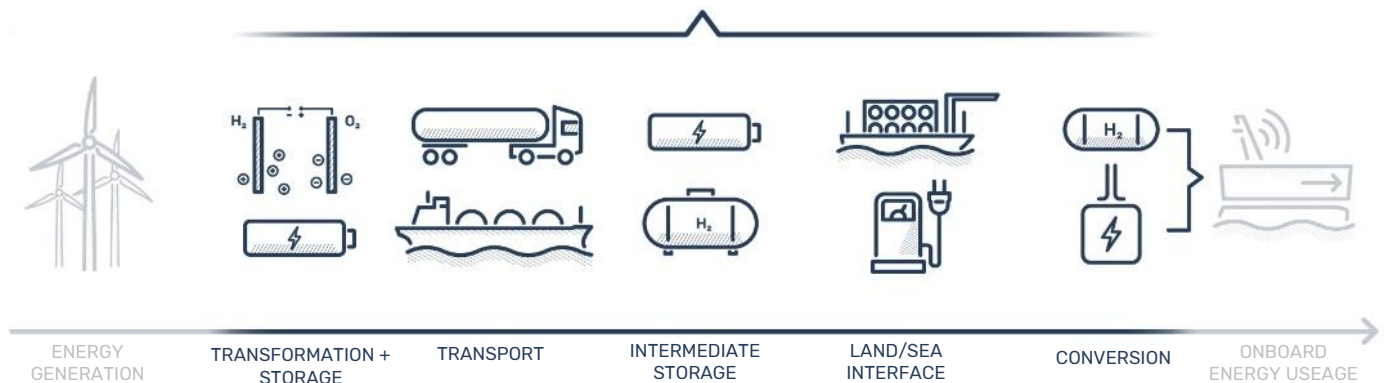 H₂
O₂
H₂
H₂
ENERGY
GENERATION
TRANSFORMATION +
STORAGE
TRANSPORT
INTERMEDIATE
STORAGE
LAND/SEA
INTERFACE
CONVERSION
ONBOARD
ENERGY USEAGE